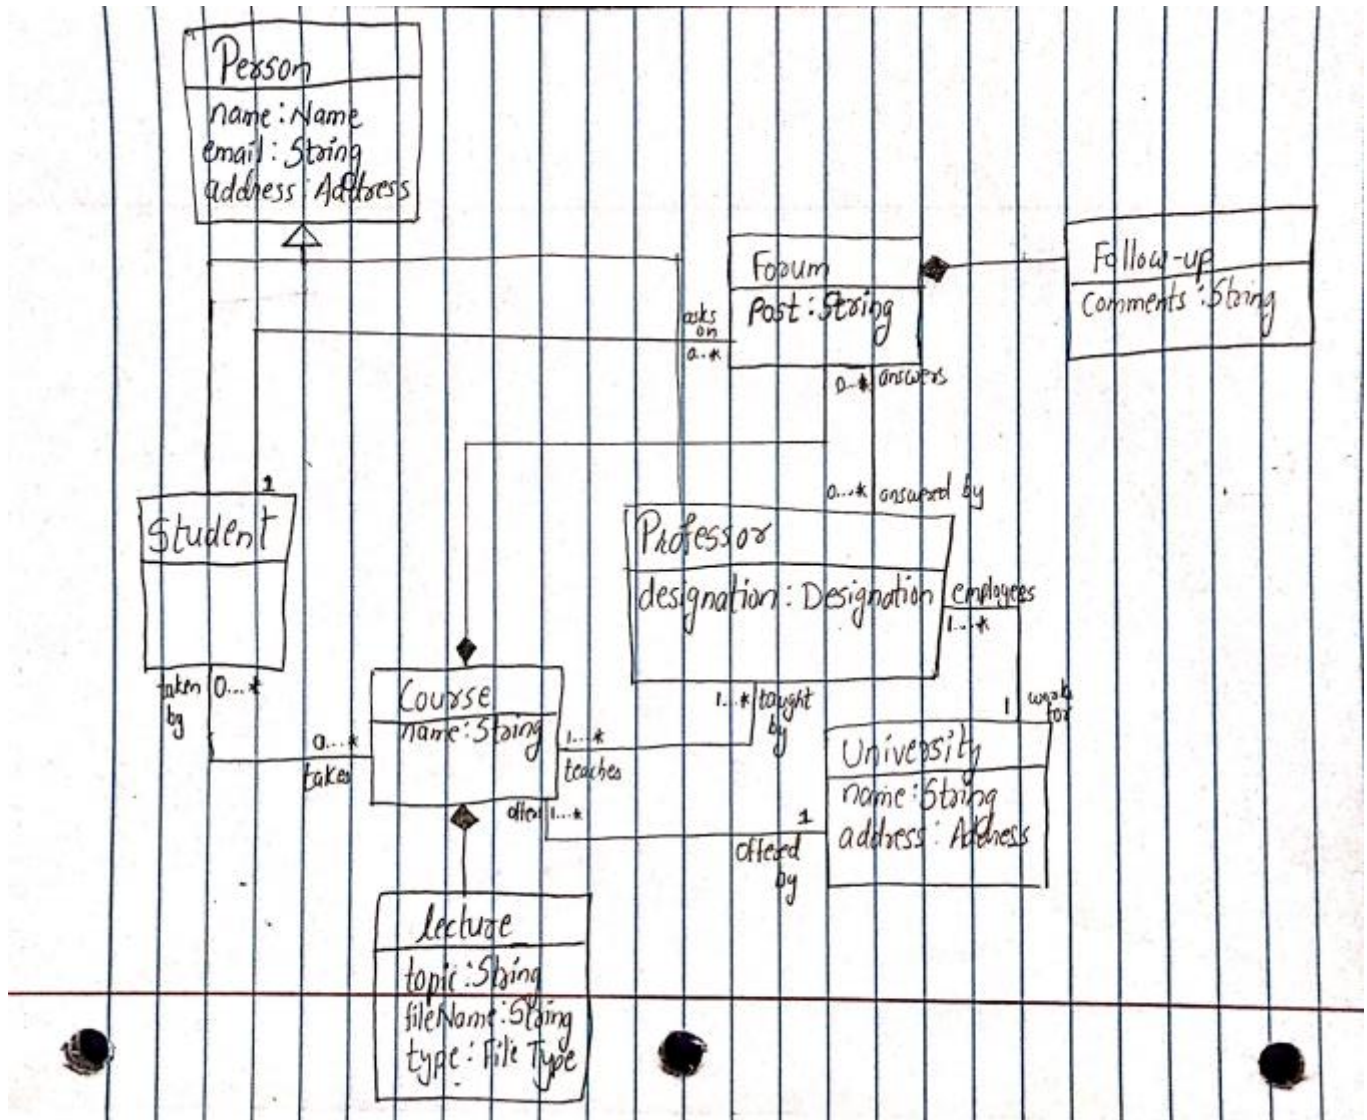 Person
name : Name
email : String
address : Address
Forum
Post : String
Follow-up
Comments : String
asks
on
0..*
0..* answers
1
0...* answered by
Student
Professor
designation : Designation
employees
1...*
taken
by
0...*
Course
name : String
1...*
taught
by
1
works
for
0...*
takes
1...*
teaches
University
name : String
address : Address
offers
1...*
1
offered
by
lecture
topic : String
fileName : String
type : File Type